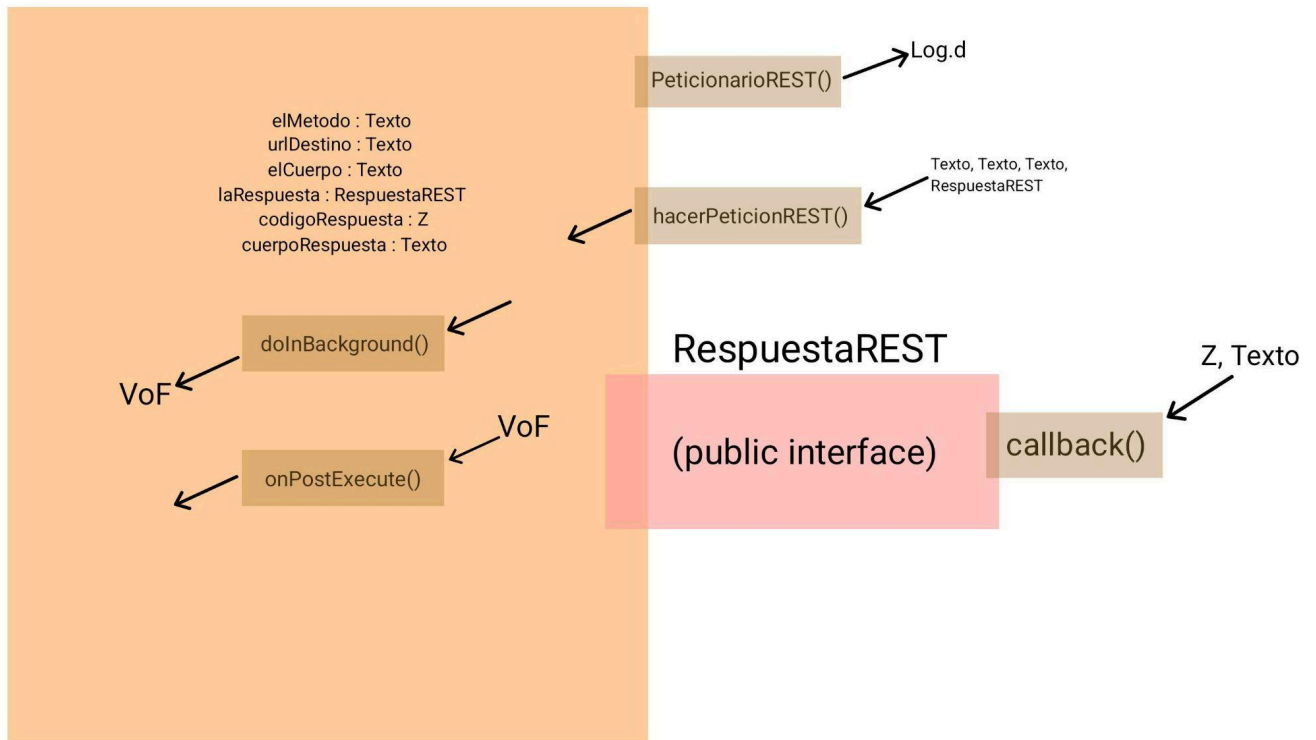 Log.d
PeticionarioREST()
elMetodo : Texto
urlDestino : Texto
elCuerpo : Texto
laRespuesta : RespuestaREST
codigoRespuesta : Z
cuerpoRespuesta : Texto
Texto, Texto, Texto,
RespuestaREST
hacerPeticionREST()
doInBackground()
VoF
VoF
onPostExecute()
RespuestaREST
(public interface)
Z, Texto
callback()